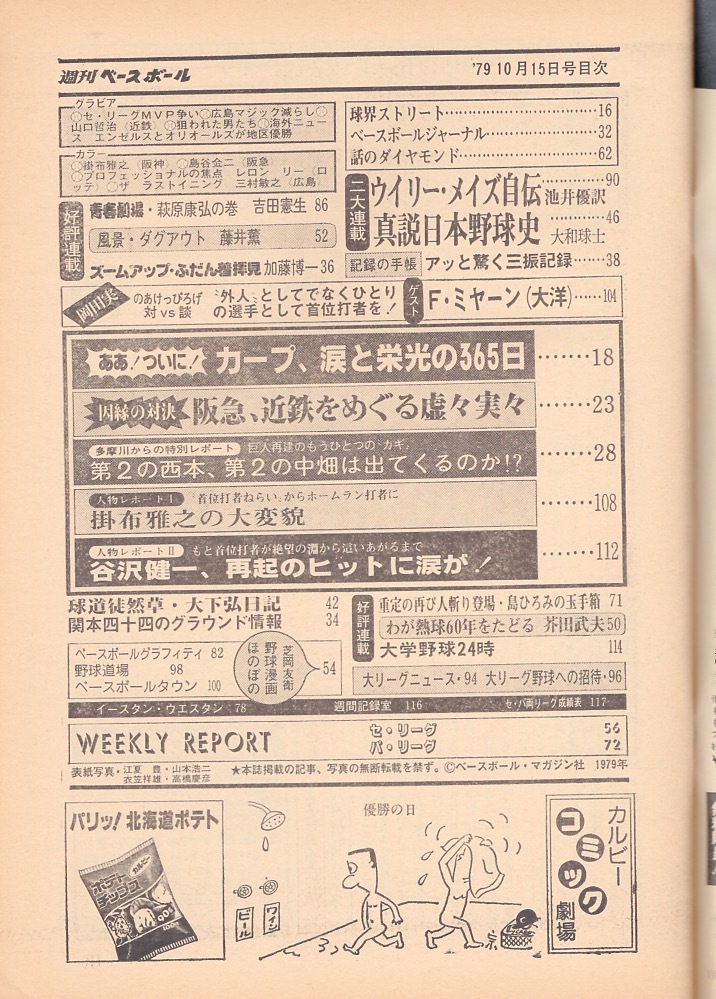 週刊ベースボール
'79 10月15日号目次
グラビア
○セ・リーグMVP争い○広島マジック減らし○
山口哲治（近鉄）○狙われた男たち○海外ニュー
ス エンゼルスとオリオールズが地区優勝
カラー
○掛布雅之（阪神）○島谷金二（阪急）
○プロフェッショナルの焦点 レロン リー（ロ
ッテ）○ザ ラストイニング 三村敏之（広島）
球界ストリート……16
ベースボールジャーナル……32
話のダイヤモンド……62
好評連載
青春劇場・萩原康弘の巻 吉田憲生 86
風景・ダグアウト 藤井薫 52
ズームアップ・ふだん着拝見 加藤博一…36
二大連載
ウイリー・メイズ自伝 池井優訳 ……90
真説日本野球史 大和球士 ……46
記録の手帳 アッと驚く三振記録……38
岡田実
のあけっぴろげ
対vs談
“外人”としてでなくひとり
の選手として首位打者を！
ゲスト
F・ミヤーン（大洋）……104
ああ！ついに！ カープ、涙と栄光の365日……18
因縁の対決 阪急、近鉄をめぐる虚々実々……23
多摩川からの特別レポート 巨人再建のもうひとつの“カギ”
第2の西本、第2の中畑は出てくるのか!?……28
人物レポートI “首位打者ねらい”からホームラン打者に
掛布雅之の大変貌……108
人物レポートII もと首位打者が絶望の淵から這いあがるまで
谷沢健一、再起のヒットに涙が！……112
球道徒然草・大下弘日記 42
関本四十四のグラウンド情報 34
ベースボールグラフィティ 82
野球道場 98
ベースボールタウン 100
芝岡友衛
野球漫画
ほのぼの
54
好評連載
重定の再び人斬り登場・島ひろみの玉手箱 71
わが熱球60年をたどる 芥田武夫 50
大学野球24時 114
大リーグニュース・94 大リーグ野球への招待・96
イースタン・ウエスタン 78 週間記録室 116 セ・パ両リーグ成績表 117
WEEKLY REPORT
セ・リーグ 56
パ・リーグ 72
表紙写真・江夏 豊・山本浩二
衣笠祥雄・高橋慶彦
★本誌掲載の記事、写真の無断転載を禁ず。Ⓒベースボール・マガジン社 1979年
パリッ！北海道ポテト
カルビー
ポテト
チップス
100g
優勝の日
ビール
ワイン
カルビー
コミック
劇場